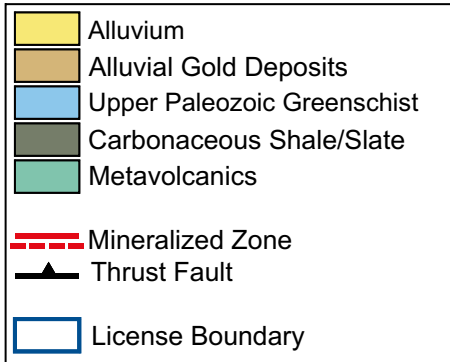 Alluvium
Alluvial Gold Deposits
Upper Paleozoic Greenschist
Carbonaceous Shale/Slate
Metavolcanics
Mineralized Zone
Thrust Fault
License Boundary